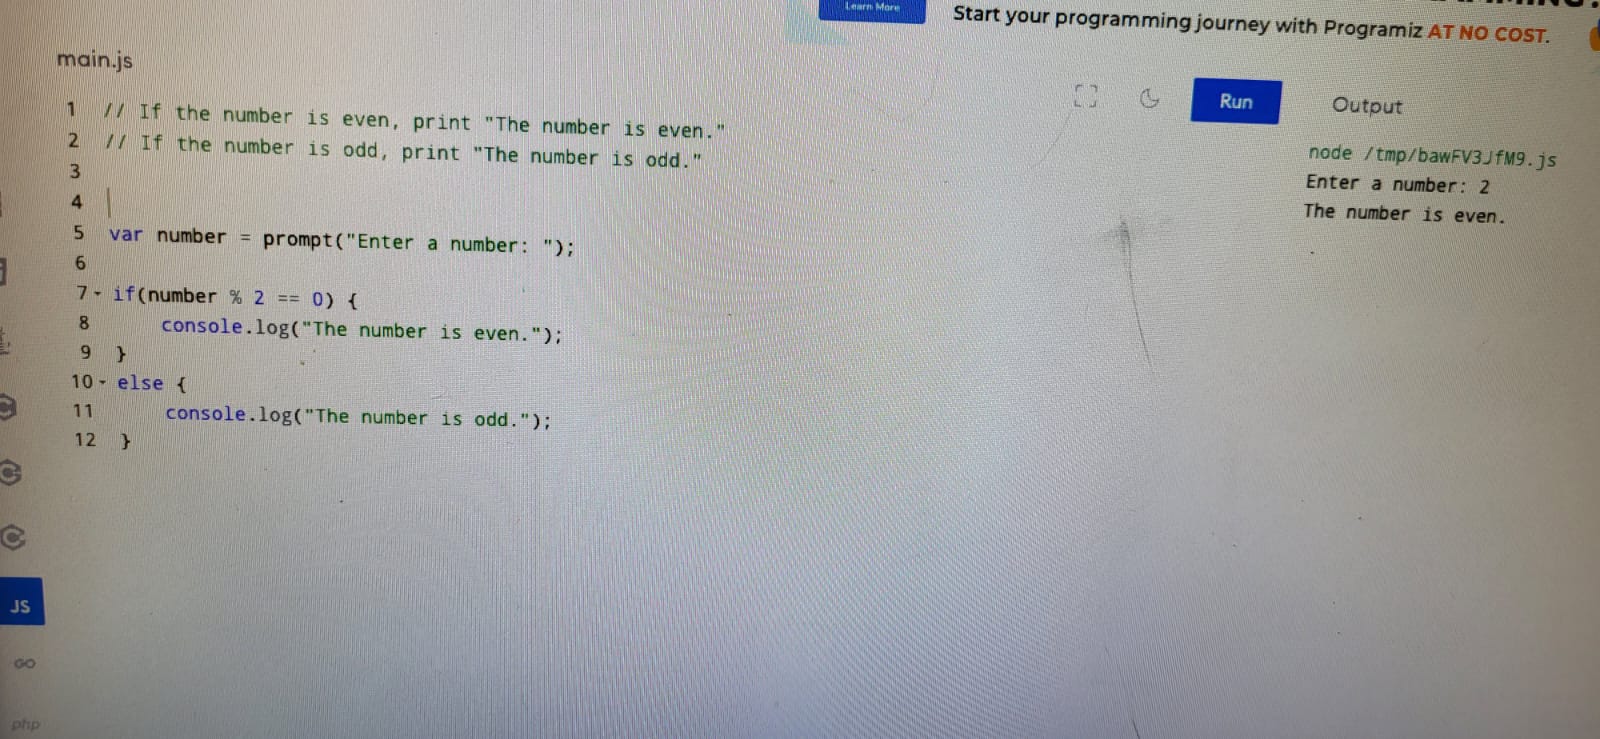 Learn More
Start your programming journey with Programiz AT NO COST.
main.js
Run
Output
1 // If the number is even, print "The number is even."
2 // If the number is odd, print "The number is odd."
3
4
5 var number = prompt("Enter a number: ");
6
7 if(number % 2 == 0) {
8 console.log("The number is even.");
9 }
10 else {
11 console.log("The number is odd.");
12 }
node /tmp/bawFV3JfM9.js
Enter a number: 2
The number is even.
JS
GO
php